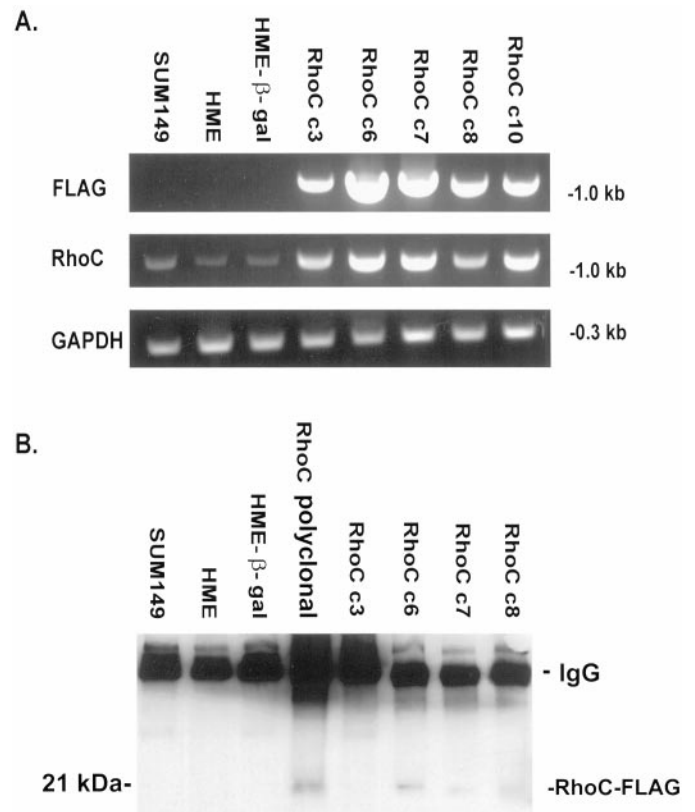 A.
SUM149
HME
HME- β- gal
RhoC c3
RhoC c6
RhoC c7
RhoC c8
RhoC c10
FLAG
-1.0 kb
RhoC
-1.0 kb
GAPDH
-0.3 kb
B.
SUM149
HME
HME- β- gal
RhoC polyclonal
RhoC c3
RhoC c6
RhoC c7
RhoC c8
- IgG
21 kDa-
-RhoC-FLAG